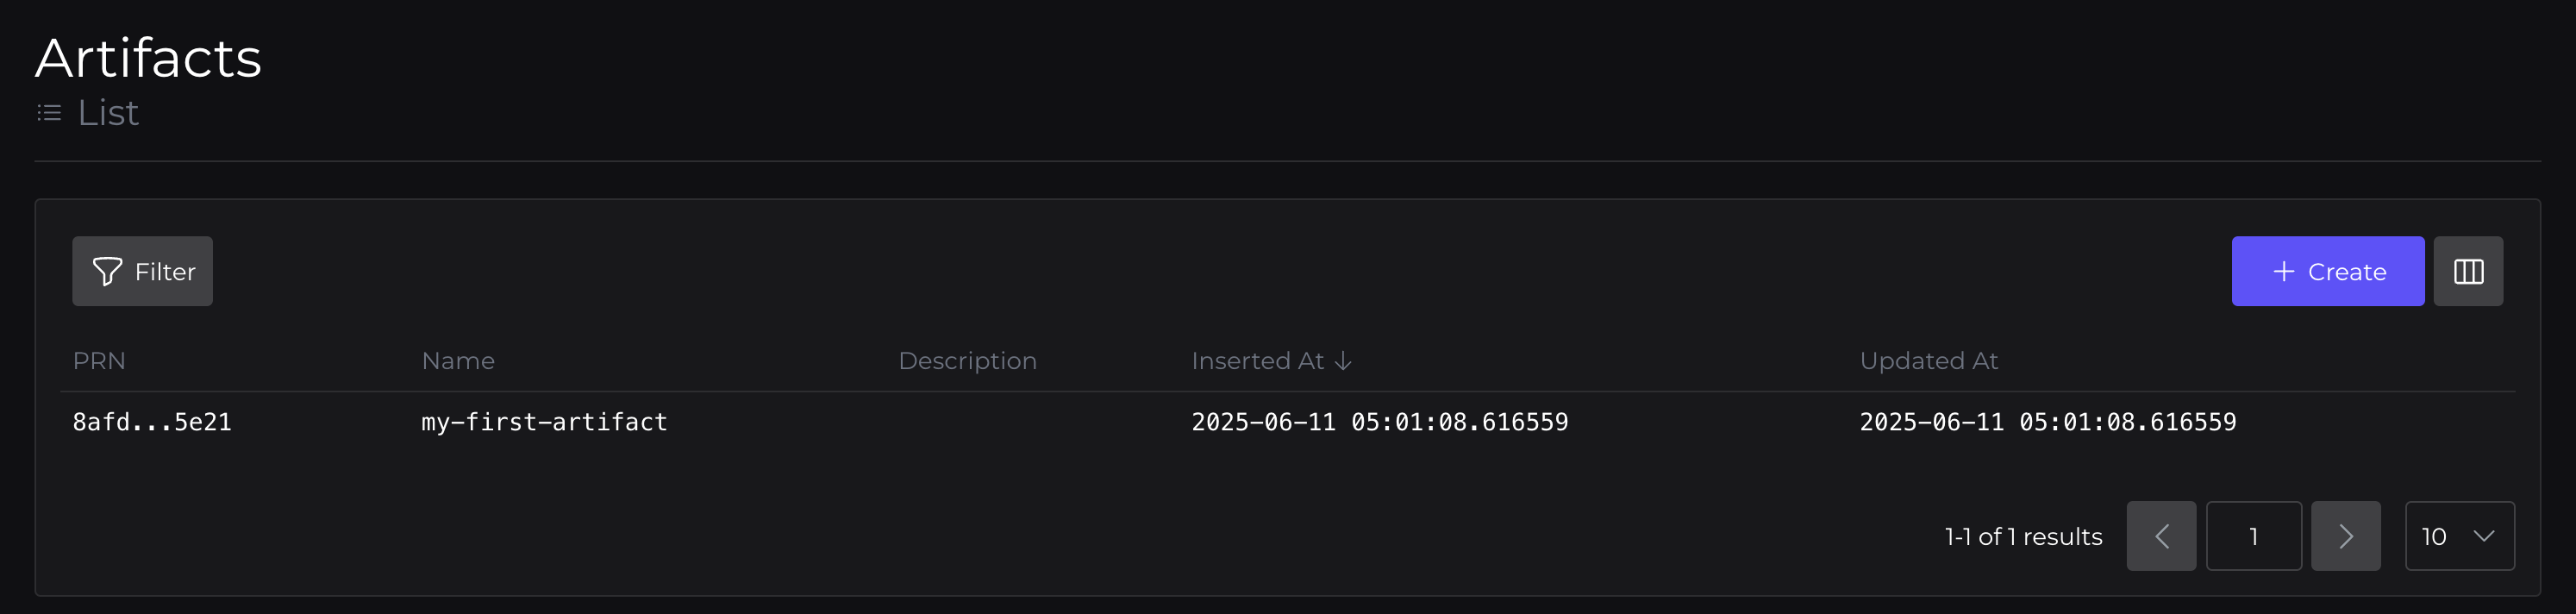 Artifacts
List
Filter
Create
PRN Name Description Inserted At Updated At
8afd...5e21 my-first-artifact 2025-06-11 05:01:08.616559 2025-06-11 05:01:08.616559
1-1 of 1 results 1 10